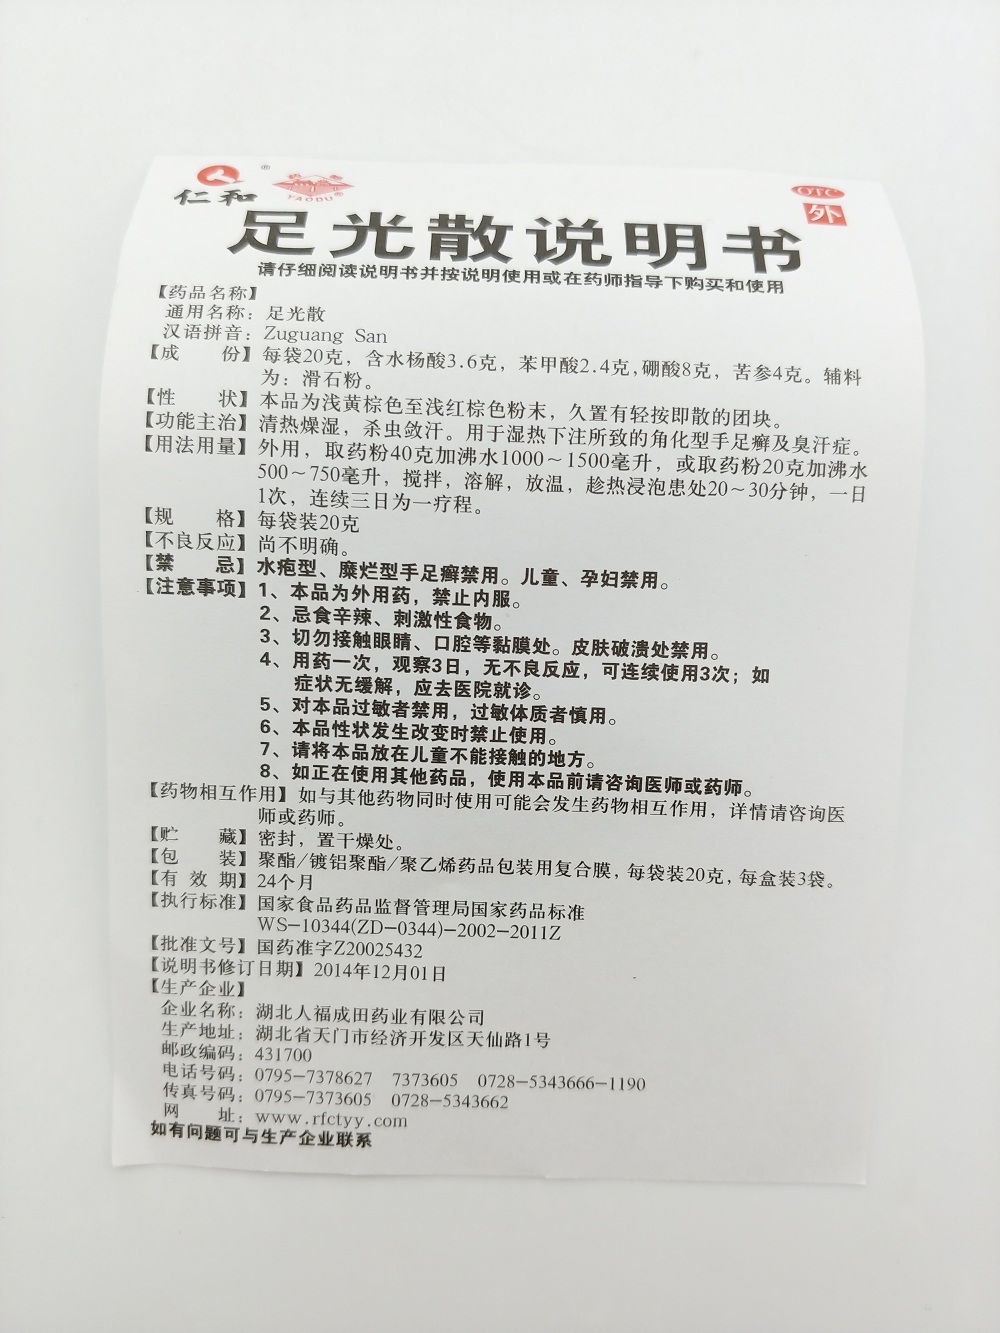 仁和 ®
药都
YAODU®
OTC
外
足光散说明书
请仔细阅读说明书并按说明使用或在药师指导下购买和使用
【药品名称】
通用名称：足光散
汉语拼音：Zuguang San
【成　份】每袋20克，含水杨酸3.6克，苯甲酸2.4克,硼酸8克，苦参4克。辅料
为：滑石粉。
【性　状】本品为浅黄棕色至浅红棕色粉末，久置有轻按即散的团块。
【功能主治】清热燥湿，杀虫敛汗。用于湿热下注所致的角化型手足癣及臭汗症。
【用法用量】外用，取药粉40克加沸水1000～1500毫升，或取药粉20克加沸水
500～750毫升，搅拌，溶解，放温，趁热浸泡患处20～30分钟，一日
1次，连续三日为一疗程。
【规　格】每袋装20克
【不良反应】尚不明确。
【禁　忌】水疱型、糜烂型手足癣禁用。儿童、孕妇禁用。
【注意事项】1、本品为外用药，禁止内服。
2、忌食辛辣、刺激性食物。
3、切勿接触眼睛、口腔等黏膜处。皮肤破溃处禁用。
4、用药一次，观察3日，无不良反应，可连续使用3次；如
症状无缓解，应去医院就诊。
5、对本品过敏者禁用，过敏体质者慎用。
6、本品性状发生改变时禁止使用。
7、请将本品放在儿童不能接触的地方。
8、如正在使用其他药品，使用本品前请咨询医师或药师。
【药物相互作用】如与其他药物同时使用可能会发生药物相互作用，详情请咨询医
师或药师。
【贮　藏】密封，置干燥处。
【包　装】聚酯/镀铝聚酯/聚乙烯药品包装用复合膜，每袋装20克，每盒装3袋。
【有 效 期】24个月
【执行标准】国家食品药品监督管理局国家药品标准
WS-10344(ZD-0344)-2002-2011Z
【批准文号】国药准字Z20025432
【说明书修订日期】2014年12月01日
【生产企业】
企业名称：湖北人福成田药业有限公司
生产地址：湖北省天门市经济开发区天仙路1号
邮政编码：431700
电话号码：0795-7378627　7373605　0728-5343666-1190
传真号码：0795-7373605　0728-5343662
网　址：www.rfctyy.com
如有问题可与生产企业联系